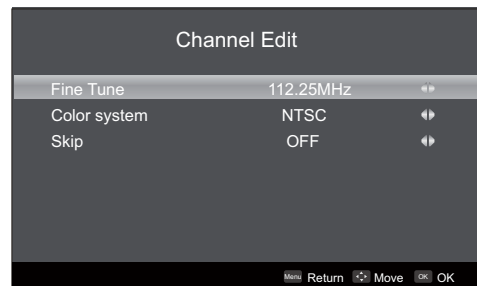 Channel Edit
Fine Tune 112.25MHz
Color system NTSC
Skip OFF
Menu Return Move OK OK